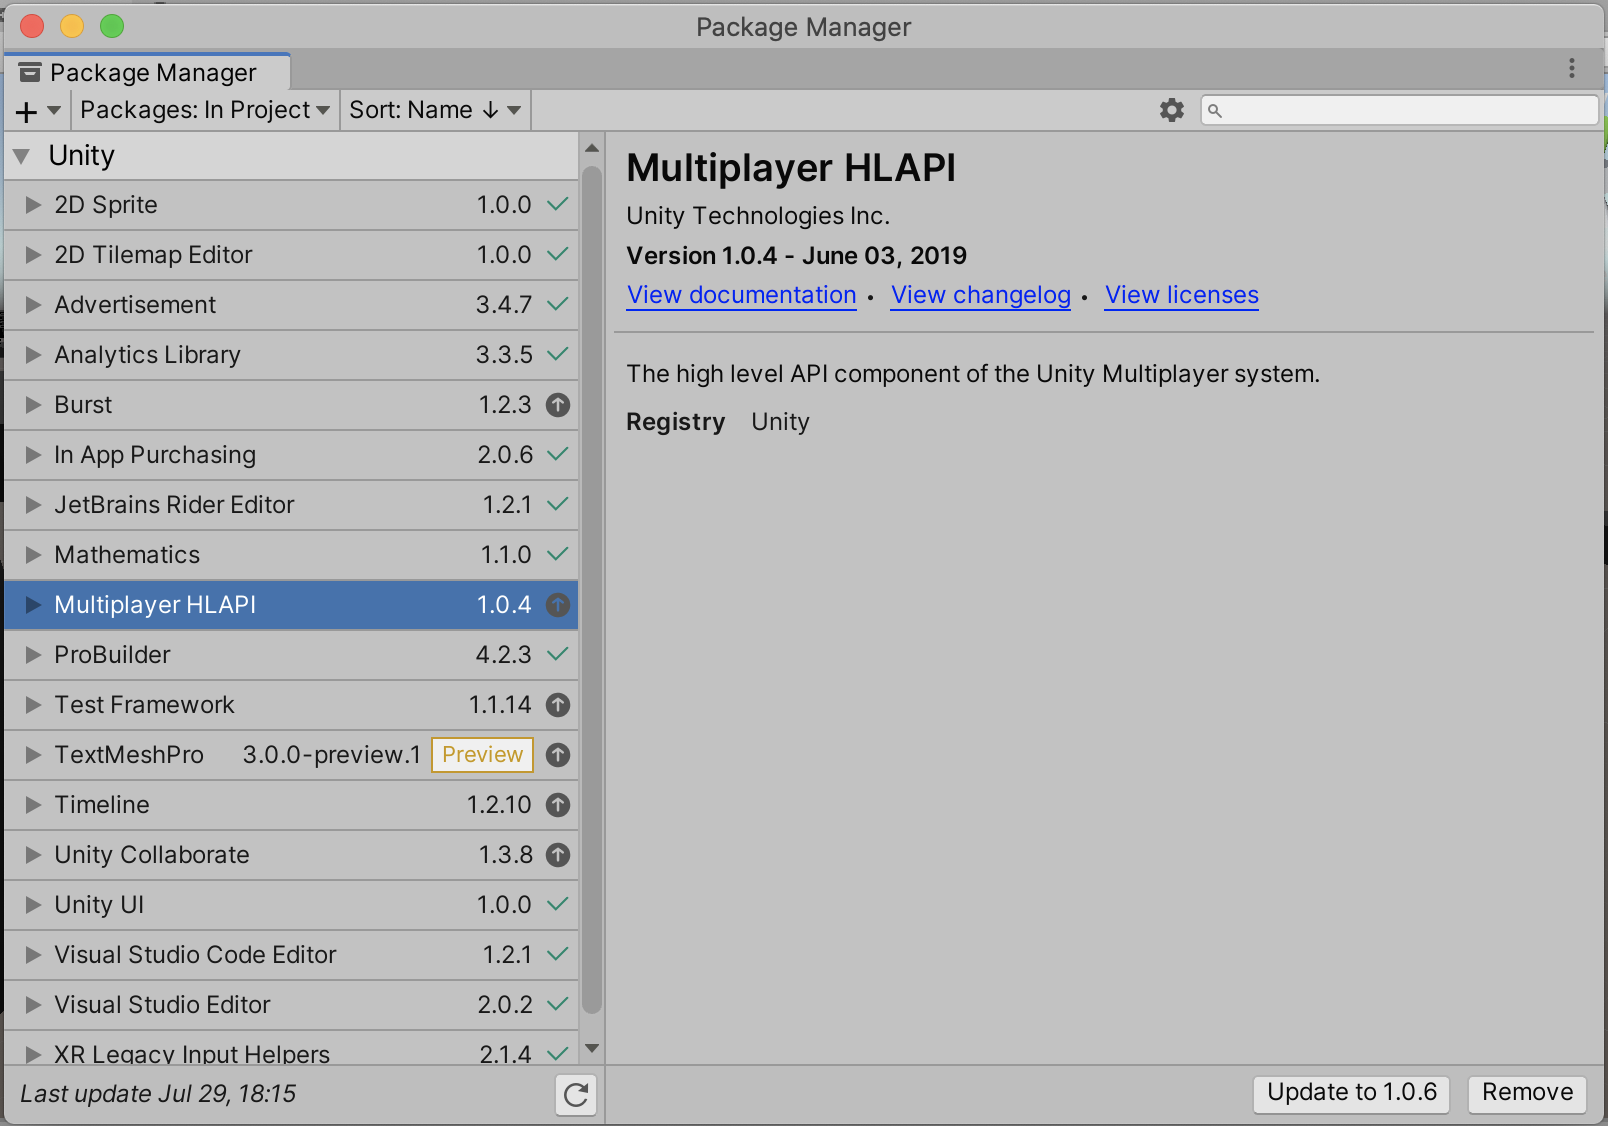 Package Manager
Package Manager
Packages: In Project
Sort: Name ↓
Unity
2D Sprite 1.0.0
2D Tilemap Editor 1.0.0
Advertisement 3.4.7
Analytics Library 3.3.5
Burst 1.2.3
In App Purchasing 2.0.6
JetBrains Rider Editor 1.2.1
Mathematics 1.1.0
Multiplayer HLAPI 1.0.4
ProBuilder 4.2.3
Test Framework 1.1.14
TextMeshPro 3.0.0-preview.1 Preview
Timeline 1.2.10
Unity Collaborate 1.3.8
Unity UI 1.0.0
Visual Studio Code Editor 1.2.1
Visual Studio Editor 2.0.2
XR Legacy Input Helpers 2.1.4
Last update Jul 29, 18:15
Multiplayer HLAPI
Unity Technologies Inc.
Version 1.0.4 - June 03, 2019
View documentation • View changelog • View licenses
The high level API component of the Unity Multiplayer system.
Registry Unity
Update to 1.0.6
Remove